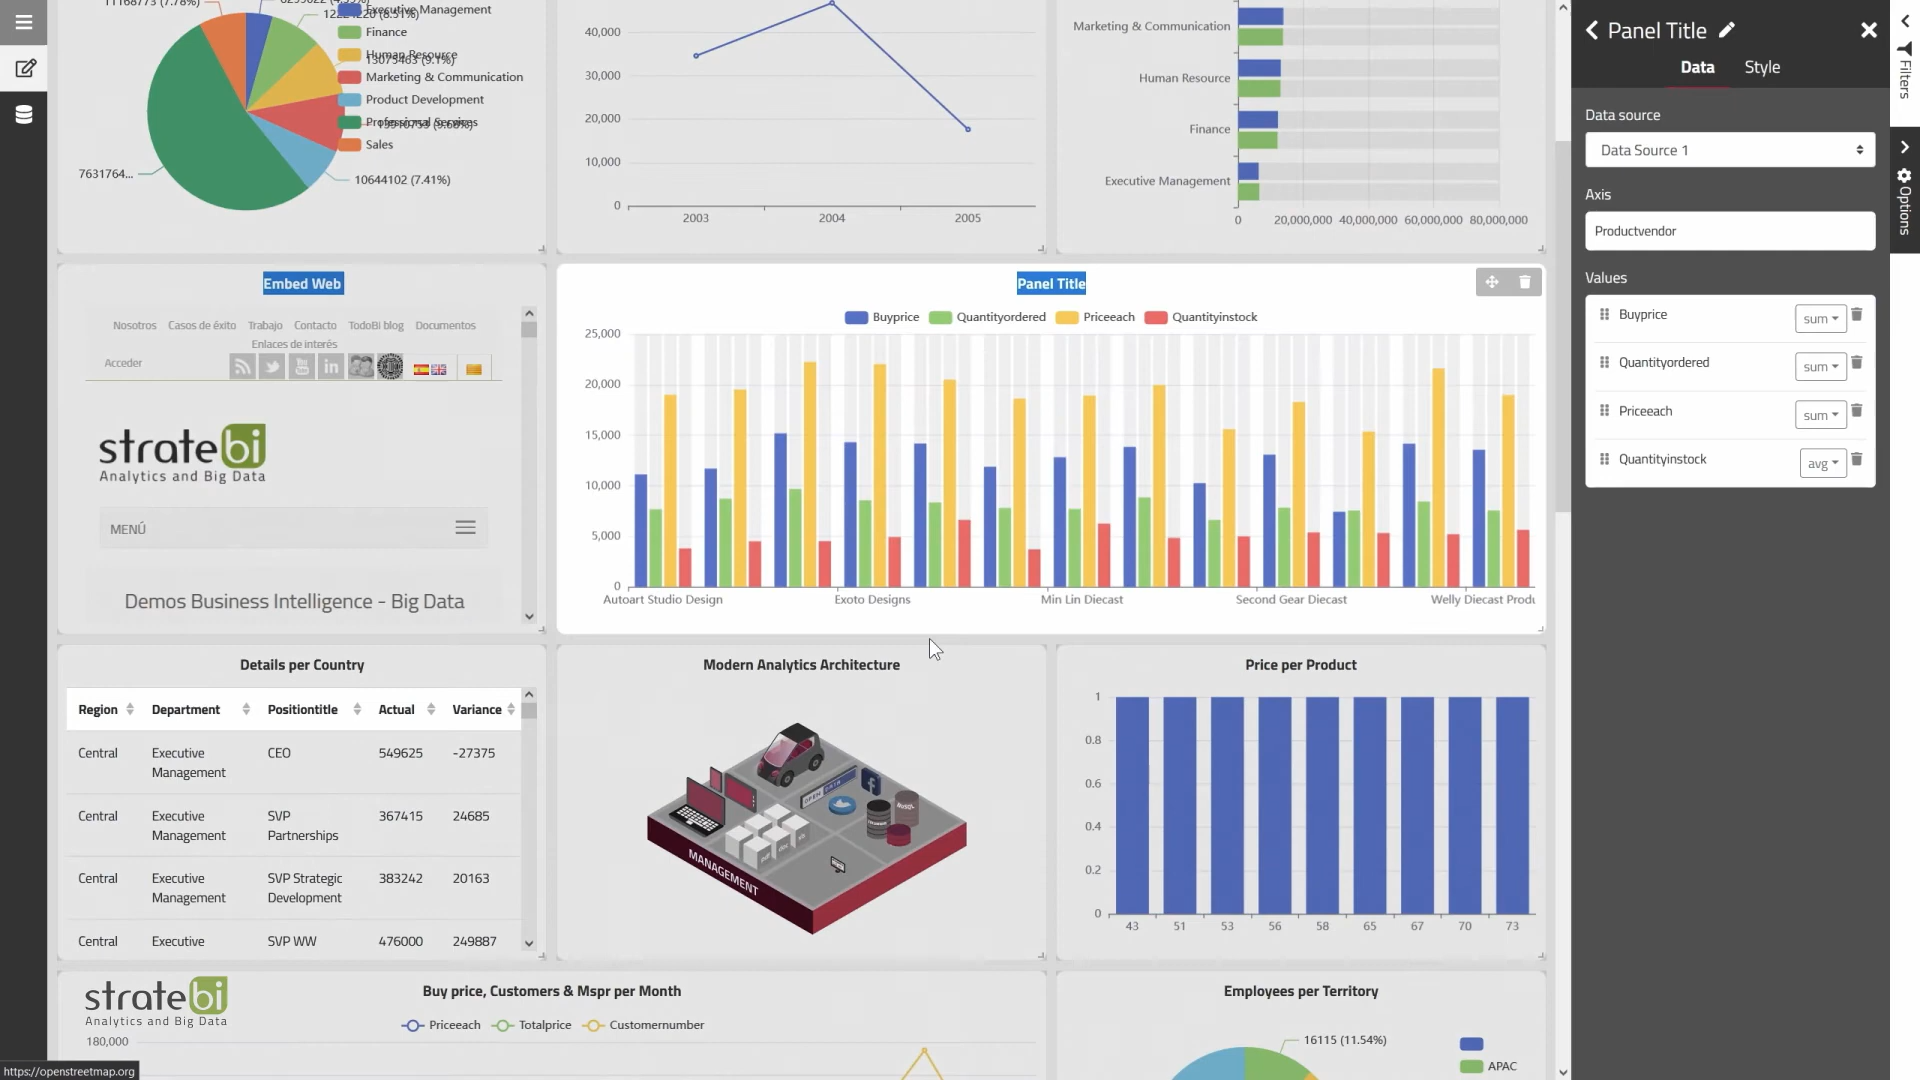 11168773 (7.78%)
12221220 (8.51%)
Executive Management
Finance
Human Resource
13075463 (9.1%)
Marketing & Communication
Product Development
Professional Services
Sales
7631764...
10644102 (7.41%)
40,000
30,000
20,000
10,000
0
2003 2004 2005
Marketing & Communication
Human Resource
Finance
Executive Management
0 20,000,000 40,000,000 60,000,000 80,000,000
Embed Web
Nosotros Casos de éxito Trabajo Contacto TodoBi blog Documentos
Enlaces de interés
Acceder
stratebi
Analytics and Big Data
MENÚ
Demos Business Intelligence - Big Data
Panel Title
Buyprice Quantityordered Priceeach Quantityinstock
25,000
20,000
15,000
10,000
5,000
0
Autoart Studio Design Exoto Designs Min Lin Diecast Second Gear Diecast Welly Diecast Produ
Details per Country
Region Department Positiontitle Actual Variance
Central Executive Management CEO 549625 -27375
Central Executive Management SVP Partnerships 367415 24685
Central Executive Management SVP Strategic Development 383242 20163
Central Executive SVP WW 476000 249887
Modern Analytics Architecture
OPEN DATA
NoSQL
MANAGEMENT
Price per Product
1
0.8
0.6
0.4
0.2
0
43 51 53 56 58 65 67 70 73
stratebi
Analytics and Big Data
Buy price, Customers & Mspr per Month
Priceeach Totalprice Customernumber
180,000
Employees per Territory
16115 (11.54%)
APAC
https://openstreetmap.org
Panel Title
Data Style
Data source
Data Source 1
Axis
Productvendor
Values
Buyprice sum
Quantityordered sum
Priceeach sum
Quantityinstock avg
Filters
Options